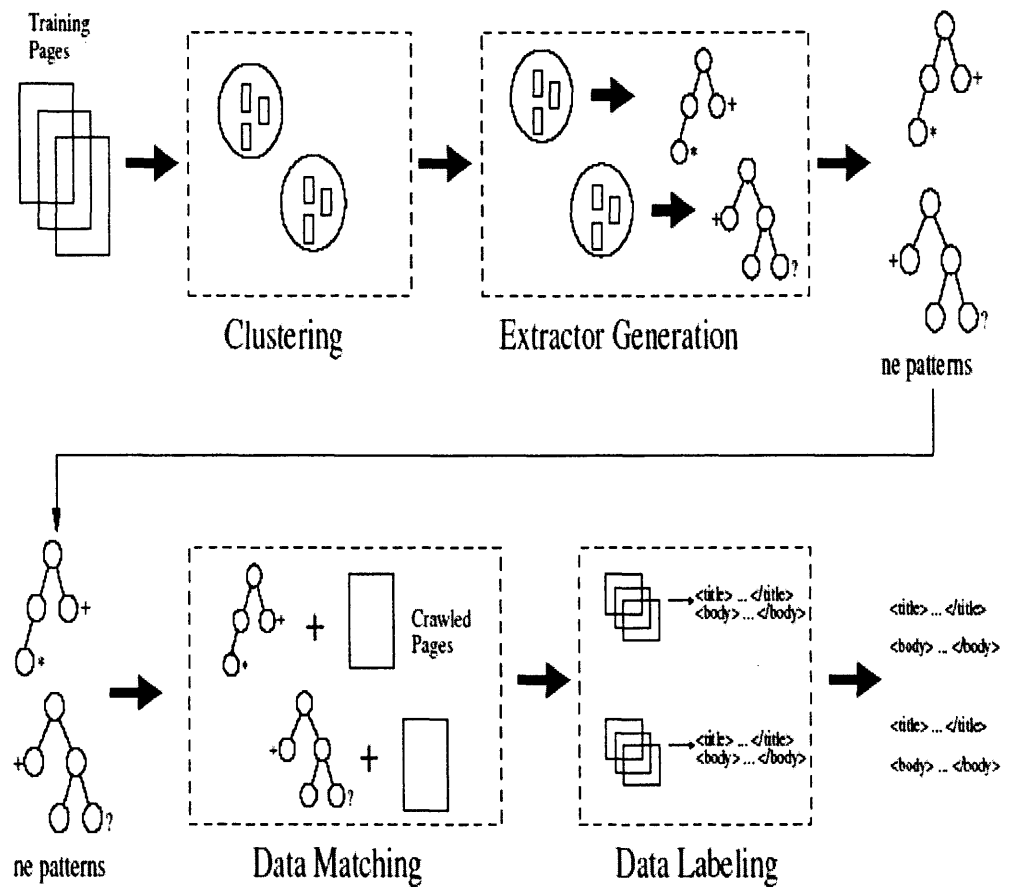 Training
Pages
+
*
+
?
+
*
+
?
Clustering
Extractor Generation
ne patterns
+
*
+
?
ne patterns
+
*
+
Crawled
Pages
+
?
+
Data Matching
<title> ... </title>
<body> ... </body>
<title> ... </title>
<body> ... </body>
Data Labeling
<title> ... </title>
<body> ... </body>
<title> ... </title>
<body> ... </body>